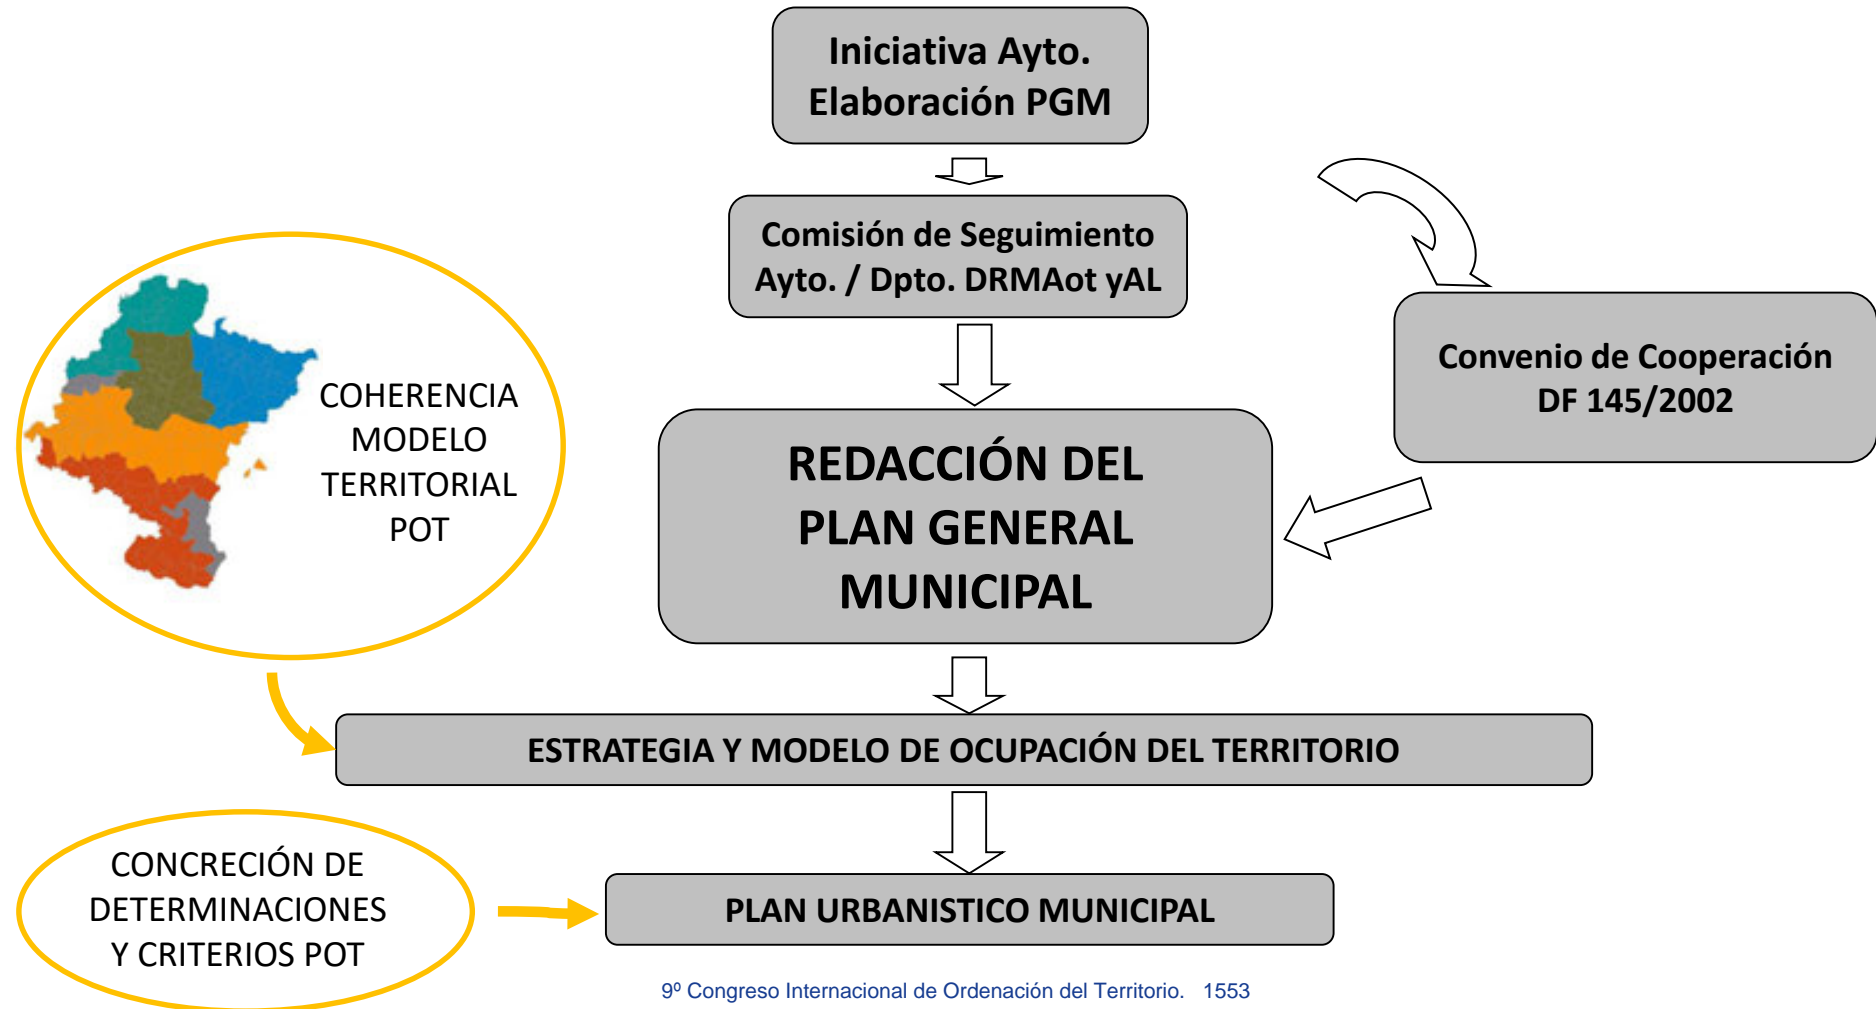 Iniciativa Ayto.
Elaboración PGM
Comisión de Seguimiento
Ayto. / Dpto. DRMAot yAL
Convenio de Cooperación
DF 145/2002
COHERENCIA
MODELO
TERRITORIAL
POT
REDACCIÓN DEL
PLAN GENERAL
MUNICIPAL
ESTRATEGIA Y MODELO DE OCUPACIÓN DEL TERRITORIO
CONCRECIÓN DE
DETERMINACIONES
Y CRITERIOS POT
PLAN URBANISTICO MUNICIPAL
9º Congreso Internacional de Ordenación del Territorio. 1553